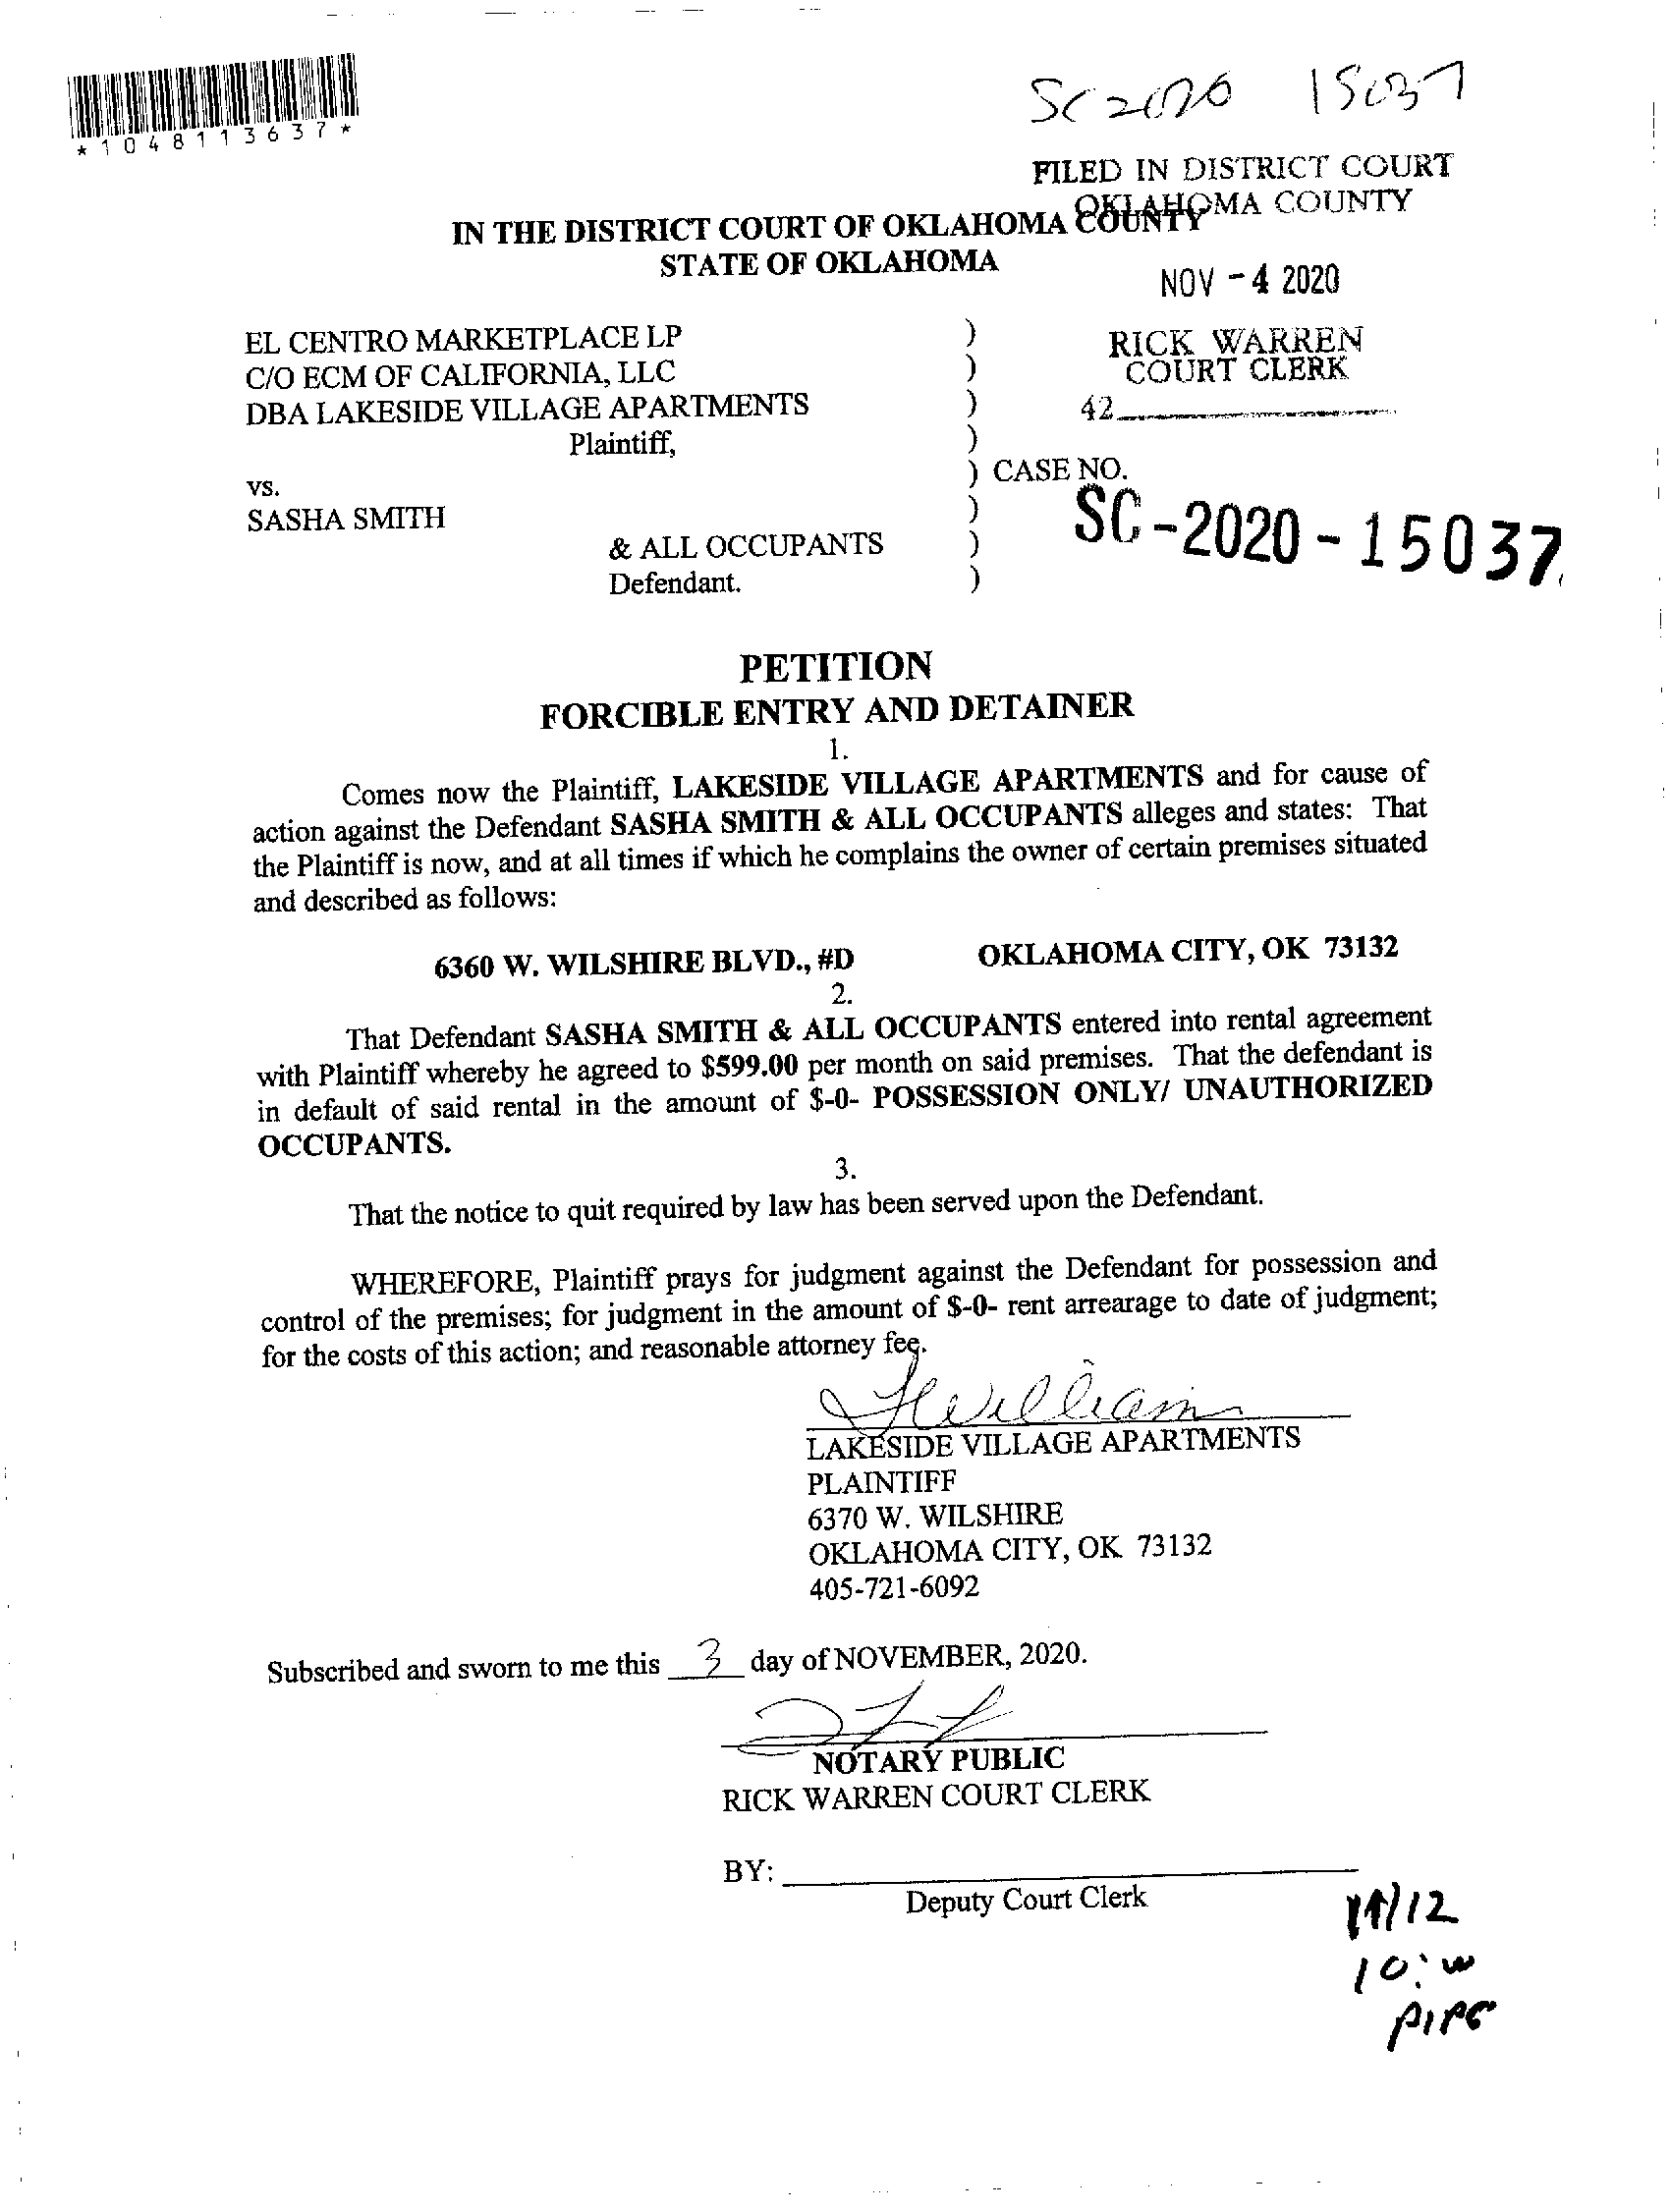 *1048113637*
SC 2020 15037
FILED IN DISTRICT COURT
OKLAHOMA COUNTY
IN THE DISTRICT COURT OF OKLAHOMA COUNTY
STATE OF OKLAHOMA
NOV - 4 2020
EL CENTRO MARKETPLACE LP )
C/O ECM OF CALIFORNIA, LLC )
DBA LAKESIDE VILLAGE APARTMENTS )
Plaintiff, )
RICK WARREN
COURT CLERK
42
vs. ) CASE NO.
SASHA SMITH )
& ALL OCCUPANTS )
Defendant. )
SC-2020-15037
PETITION
FORCIBLE ENTRY AND DETAINER
1.
Comes now the Plaintiff, LAKESIDE VILLAGE APARTMENTS and for cause of
action against the Defendant SASHA SMITH & ALL OCCUPANTS alleges and states: That
the Plaintiff is now, and at all times if which he complains the owner of certain premises situated
and described as follows:
6360 W. WILSHIRE BLVD., #D OKLAHOMA CITY, OK 73132
2.
That Defendant SASHA SMITH & ALL OCCUPANTS entered into rental agreement
with Plaintiff whereby he agreed to $599.00 per month on said premises. That the defendant is
in default of said rental in the amount of $-0- POSSESSION ONLY/ UNAUTHORIZED
OCCUPANTS.
3.
That the notice to quit required by law has been served upon the Defendant.
WHEREFORE, Plaintiff prays for judgment against the Defendant for possession and
control of the premises; for judgment in the amount of $-0- rent arrearage to date of judgment;
for the costs of this action; and reasonable attorney fee.
LAKESIDE VILLAGE APARTMENTS
PLAINTIFF
6370 W. WILSHIRE
OKLAHOMA CITY, OK 73132
405-721-6092
Subscribed and sworn to me this 3 day of NOVEMBER, 2020.
NOTARY PUBLIC
RICK WARREN COURT CLERK
BY:
Deputy Court Clerk
11/12